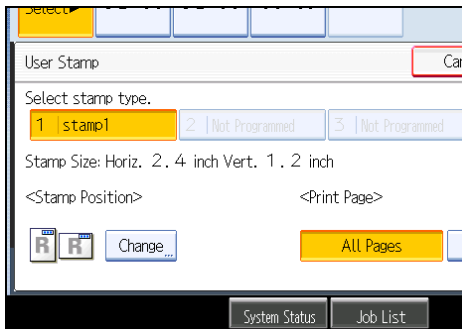 Select►
User Stamp
Select stamp type.
1 stamp1 2 Not Programmed 3 Not Programmed
Stamp Size: Horiz. 2.4 inch Vert. 1.2 inch
<Stamp Position> <Print Page>
R R Change... All Pages
System Status Job List